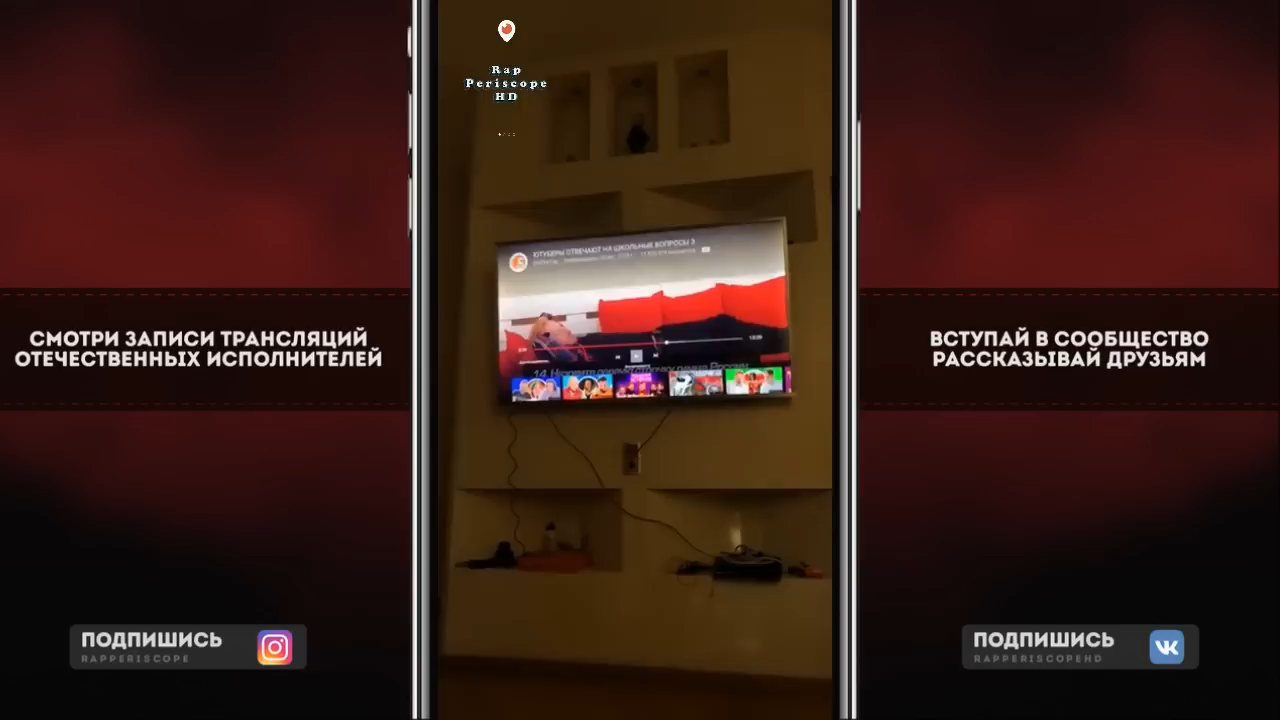 Rap
Periscope
HD
ЮТУБЕРЫ ОТВЕЧАЮТ НА ШКОЛЬНЫЕ ВОПРОСЫ 3
СМОТРИ ЗАПИСИ ТРАНСЛЯЦИЙ
ОТЕЧЕСТВЕННЫХ ИСПОЛНИТЕЛЕЙ
ВСТУПАЙ В СООБЩЕСТВО
РАССКАЗЫВАЙ ДРУЗЬЯМ
ПОДПИШИСЬ
RAPPERISCOPE
ПОДПИШИСЬ
RAPPERISCOPEHD